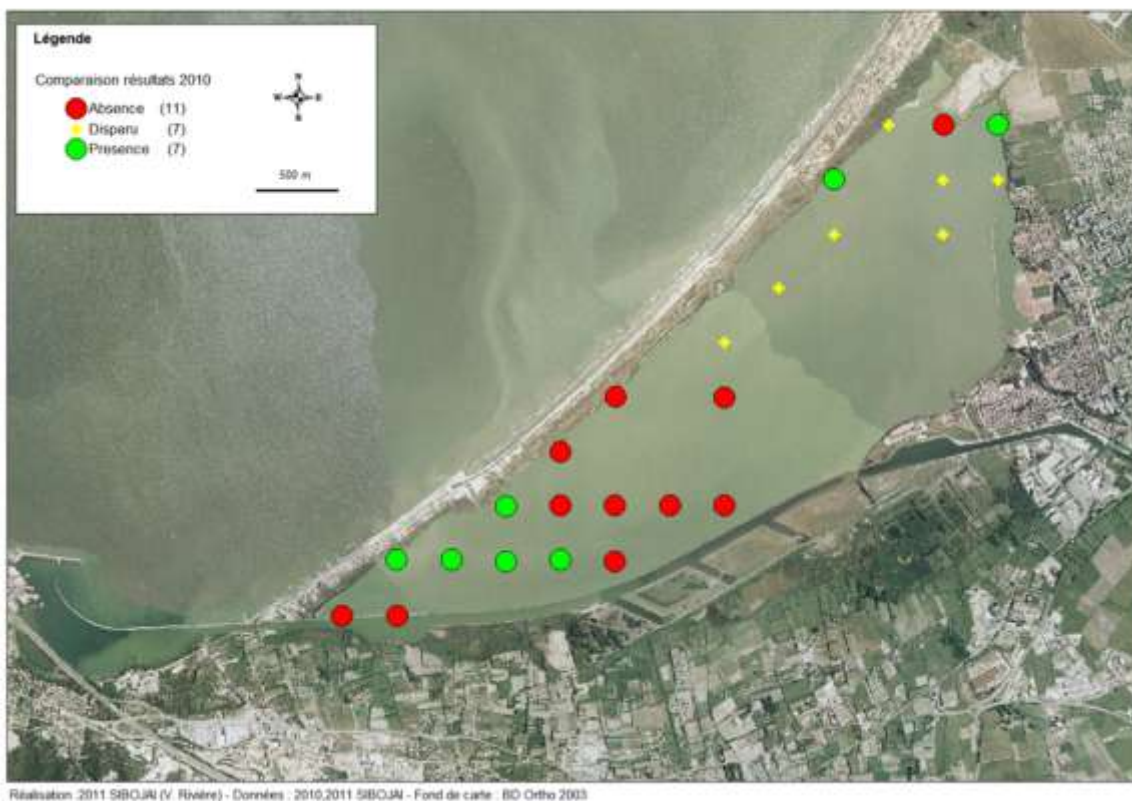 Légende
Comparaison résultats 2010
Absence (11)
Disparu (7)
Presence (7)
N
W E
S
500 m
Réalisation :2011 SIBOJAI (V. Rivière) - Données : 2010,2011 SIBOJAI - Fond de carte : BD Ortho 2003